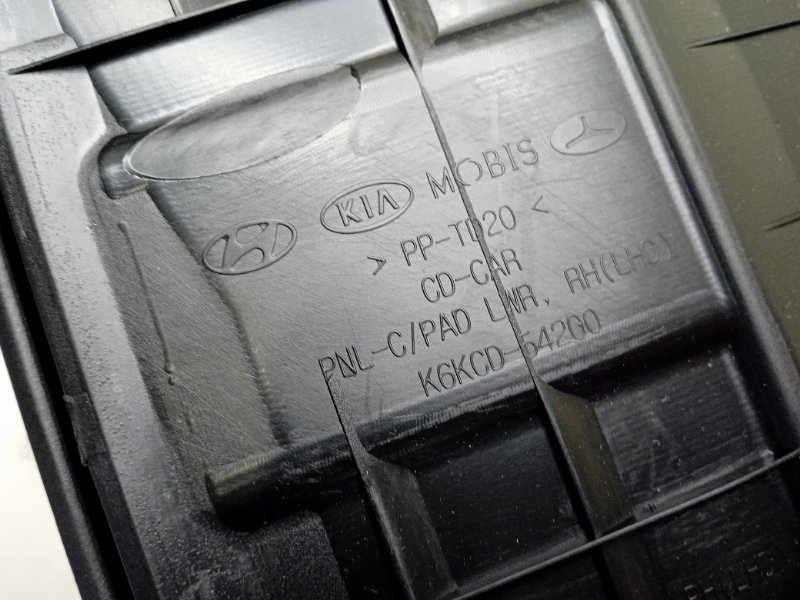 KIA MOBIS
> PP-TD20 <
CD-CAR
PNL-C/PAD LWR, RH(LHD)
K6KCD-54200